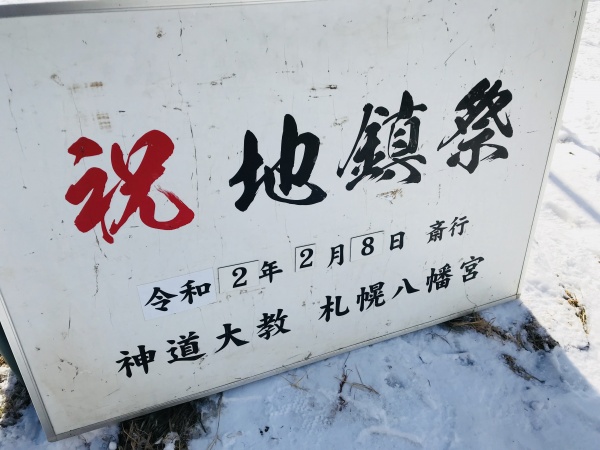 祝 地鎮祭
令和2年2月8日 斎行
神道大教 札幌八幡宮